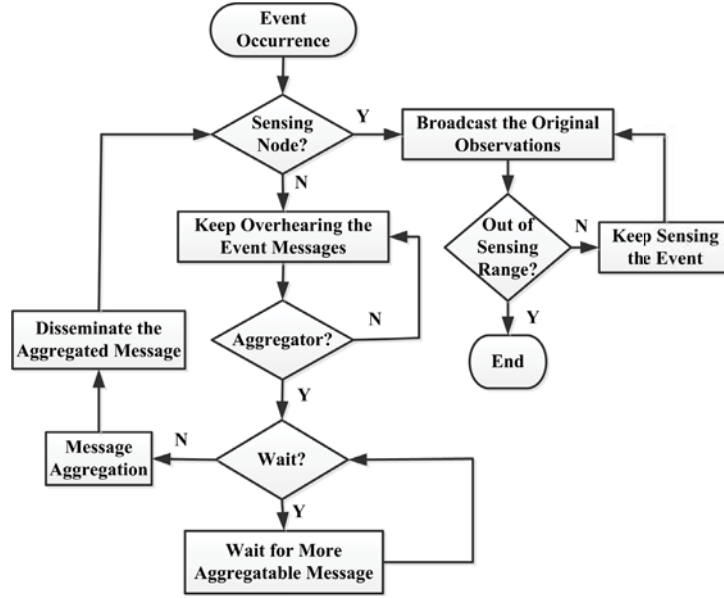 Event
Occurrence
Sensing
Node?
Y
Broadcast the Original
Observations
N
Keep Overhearing the
Event Messages
Out of
Sensing
Range?
N
Keep Sensing
the Event
Disseminate the
Aggregated Message
Aggregator?
N
Y
End
Y
Message
Aggregation
N
Wait?
Y
Wait for More
Aggregatable Message